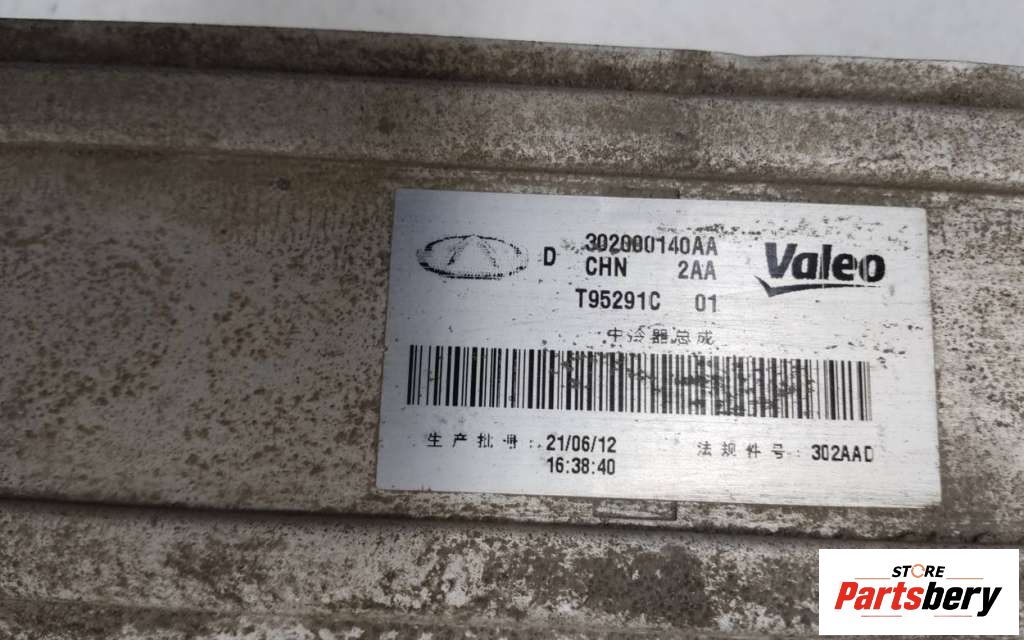 D 302000140AA
CHN 2AA
Valeo
T95291C 01
中冷器总成
生产批册: 21/06/12
16:38:40
法规件号: 302AAD
STORE
Partsbery